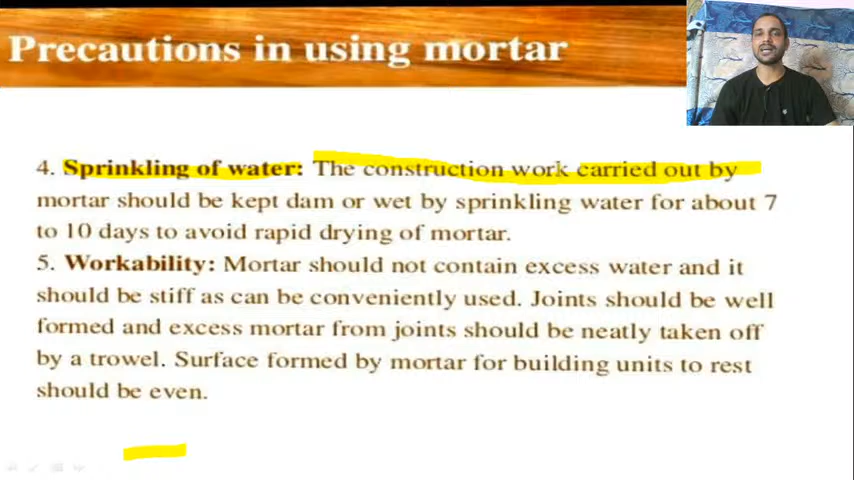 Precautions in using mortar
4. Sprinkling of water: The construction work carried out by
mortar should be kept dam or wet by sprinkling water for about 7
to 10 days to avoid rapid drying of mortar.
5. Workability: Mortar should not contain excess water and it
should be stiff as can be conveniently used. Joints should be well
formed and excess mortar from joints should be neatly taken off
by a trowel. Surface formed by mortar for building units to rest
should be even.